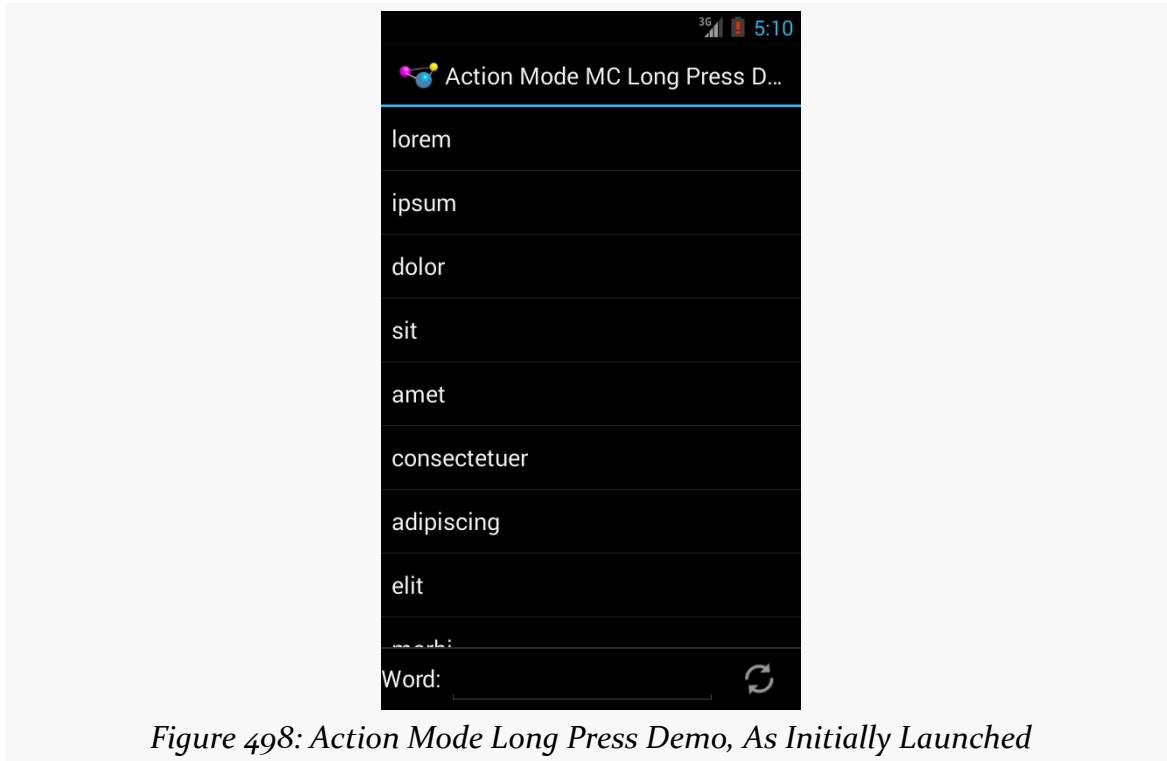 3G 5:10
Action Mode MC Long Press D...
lorem
ipsum
dolor
sit
amet
consectetuer
adipiscing
elit
morbi
Word:
Figure 498: Action Mode Long Press Demo, As Initially Launched